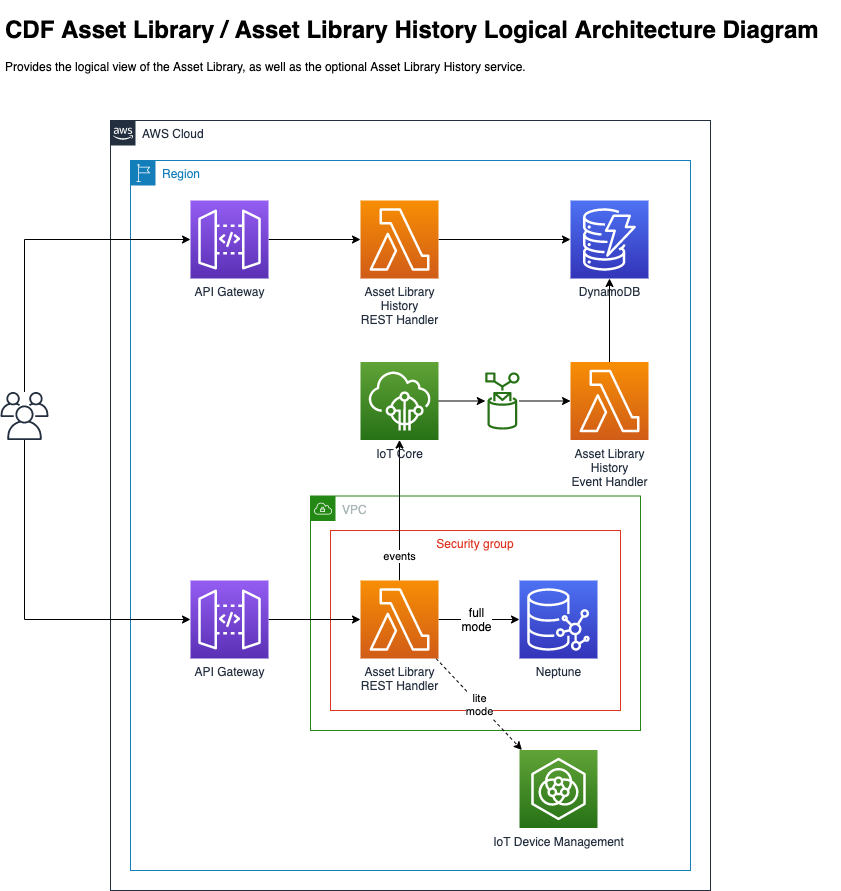 CDF Asset Library / Asset Library History Logical Architecture Diagram
Provides the logical view of the Asset Library, as well as the optional Asset Library History service.
aws
AWS Cloud
Region
</>
API Gateway
Asset Library
History
REST Handler
DynamoDB
IoT Core
Asset Library
History
Event Handler
VPC
Security group
events
</>
API Gateway
Asset Library
REST Handler
full
mode
Neptune
lite
mode
IoT Device Management